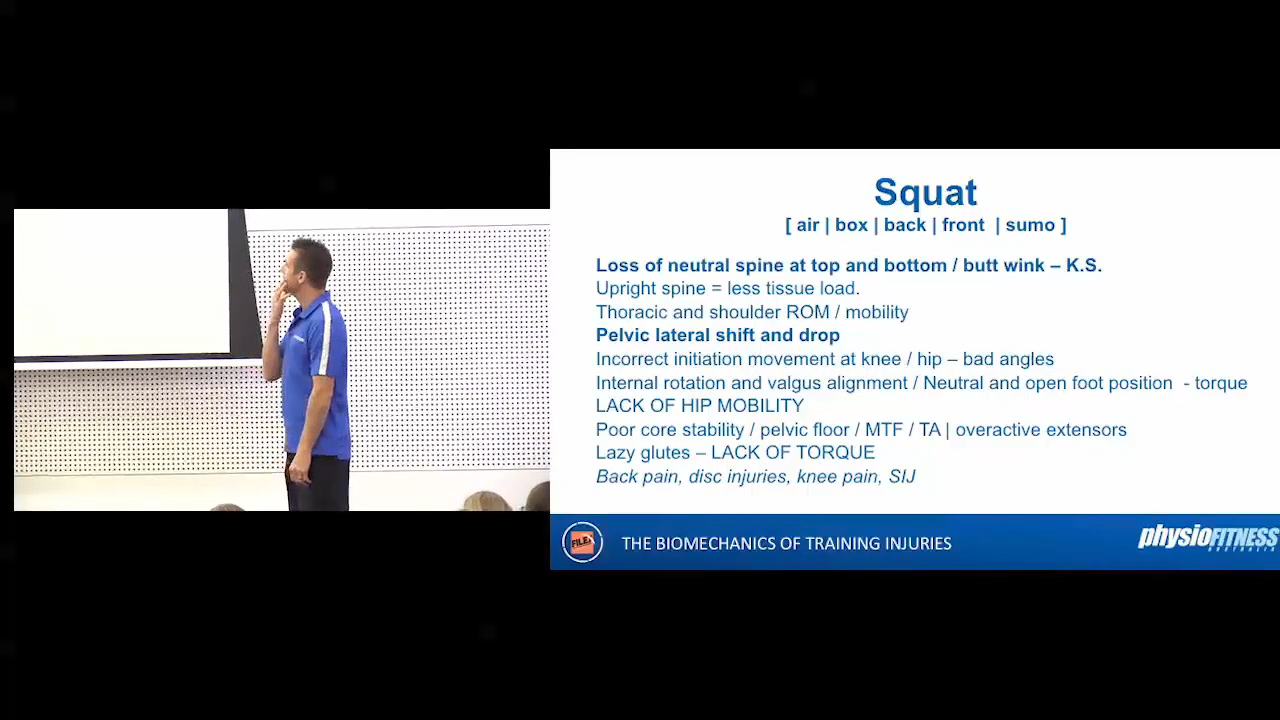 Squat
[ air | box | back | front | sumo ]
Loss of neutral spine at top and bottom / butt wink – K.S.
Upright spine = less tissue load.
Thoracic and shoulder ROM / mobility
Pelvic lateral shift and drop
Incorrect initiation movement at knee / hip – bad angles
Internal rotation and valgus alignment / Neutral and open foot position - torque
LACK OF HIP MOBILITY
Poor core stability / pelvic floor / MTF / TA | overactive extensors
Lazy glutes – LACK OF TORQUE
Back pain, disc injuries, knee pain, SIJ
FILEX
THE BIOMECHANICS OF TRAINING INJURIES
physioFITNESS
AUSTRALIA